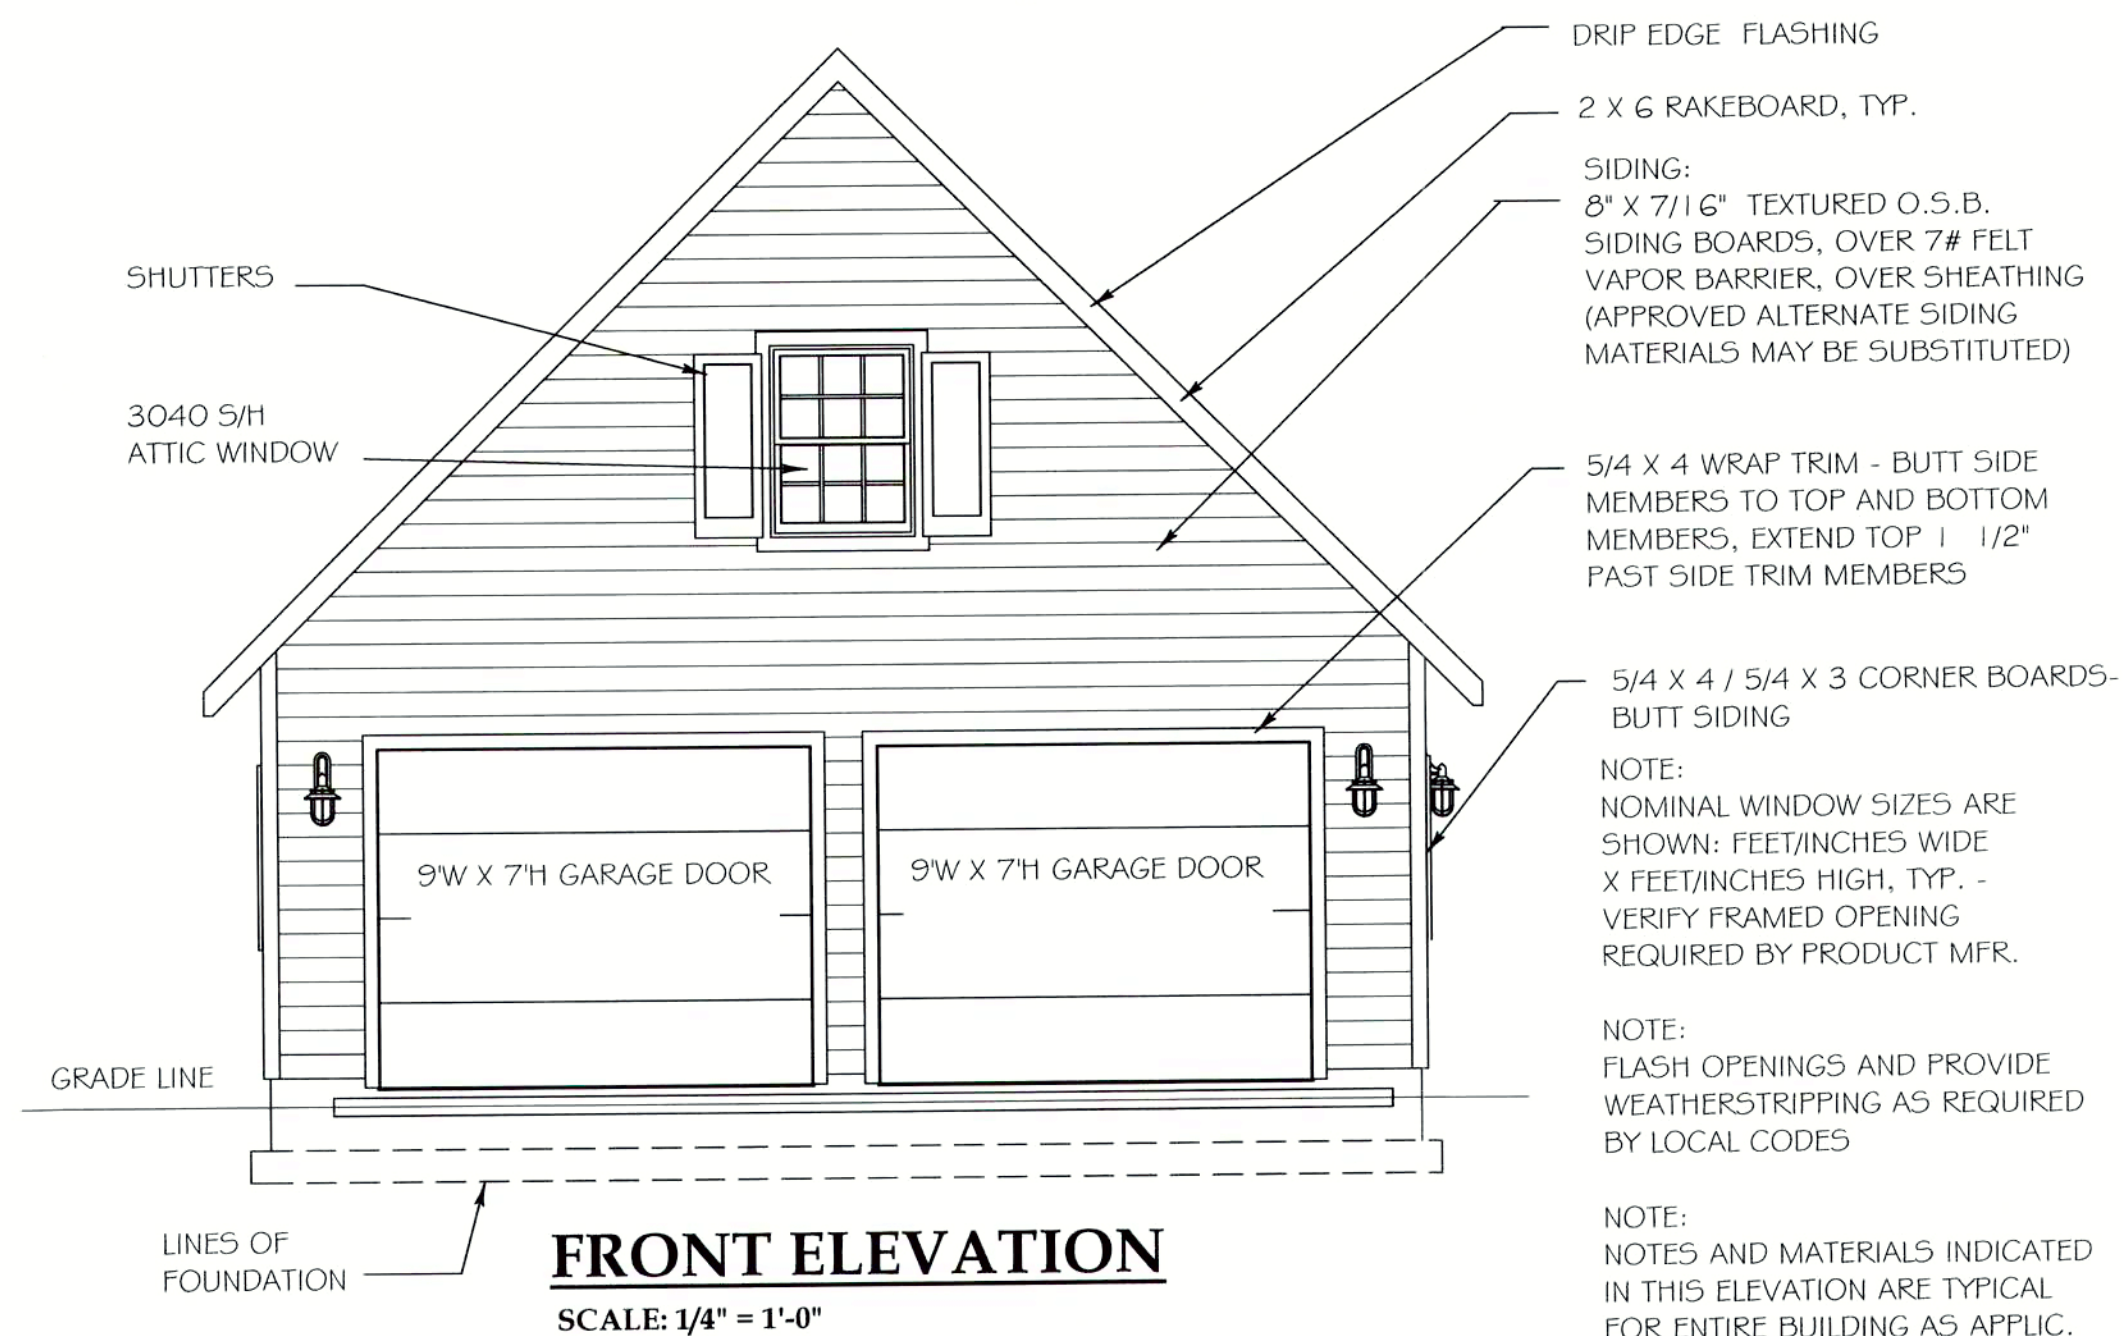 DRIP EDGE FLASHING
2 X 6 RAKEBOARD, TYP.
SIDING:
8" X 7/16" TEXTURED O.S.B.
SIDING BOARDS, OVER 7# FELT
VAPOR BARRIER, OVER SHEATHING
(APPROVED ALTERNATE SIDING
MATERIALS MAY BE SUBSTITUTED)
SHUTTERS
3040 S/H
ATTIC WINDOW
5/4 X 4 WRAP TRIM - BUTT SIDE
MEMBERS TO TOP AND BOTTOM
MEMBERS, EXTEND TOP 1 1/2"
PAST SIDE TRIM MEMBERS
5/4 X 4 / 5/4 X 3 CORNER BOARDS-
BUTT SIDING
NOTE:
NOMINAL WINDOW SIZES ARE
SHOWN: FEET/INCHES WIDE
X FEET/INCHES HIGH, TYP. -
VERIFY FRAMED OPENING
REQUIRED BY PRODUCT MFR.
9'W X 7'H GARAGE DOOR
9'W X 7'H GARAGE DOOR
NOTE:
FLASH OPENINGS AND PROVIDE
WEATHERSTRIPPING AS REQUIRED
BY LOCAL CODES
GRADE LINE
LINES OF
FOUNDATION
NOTE:
NOTES AND MATERIALS INDICATED
IN THIS ELEVATION ARE TYPICAL
FOR ENTIRE BUILDING AS APPLIC.
FRONT ELEVATION
SCALE: 1/4" = 1'-0"